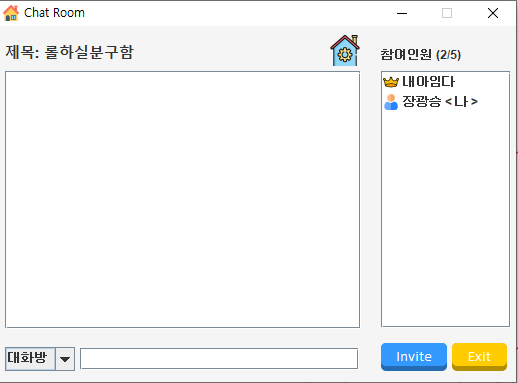 Chat Room
제목: 롤하실분구함
참여인원 (2/5)
내아임다
장광승 <나>
대화방
Invite
Exit